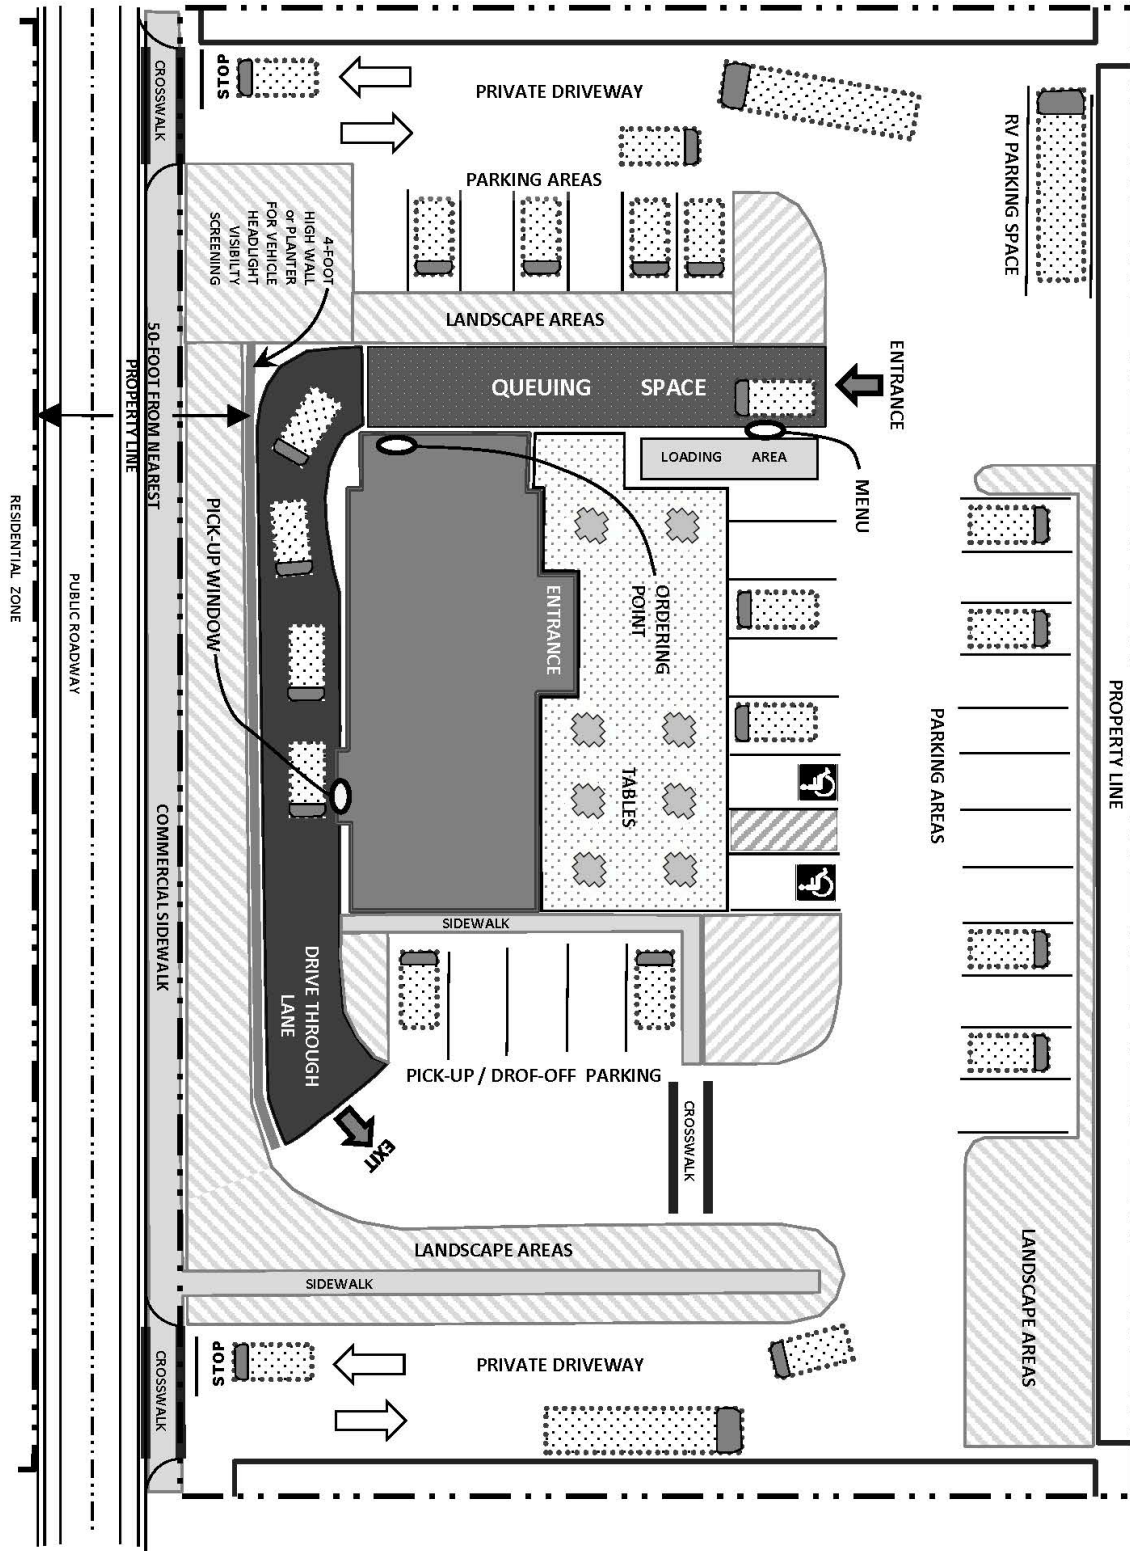 PRIVATE DRIVEWAY
STOP
CROSSWALK
RV PARKING SPACE
PARKING AREAS
4-FOOT
HIGH WALL
or PLANTER
FOR VEHICLE
HEADLIGHT
VISIBILTY
SCREENING
LANDSCAPE AREAS
QUEUING SPACE
ENTRANCE
LOADING AREA
MENU
50-FOOT FROM NEAREST
PROPERTY LINE
RESIDENTIAL ZONE
PUBLIC ROADWAY
PICK-UP WINDOW
ORDERING
POINT
ENTRANCE
TABLES
PARKING AREAS
PROPERTY LINE
COMMERCIAL SIDEWALK
SIDEWALK
DRIVE THROUGH
LANE
PICK-UP / DROF-OFF PARKING
EXIT
CROSSWALK
LANDSCAPE AREAS
SIDEWALK
LANDSCAPE AREAS
STOP
PRIVATE DRIVEWAY
CROSSWALK